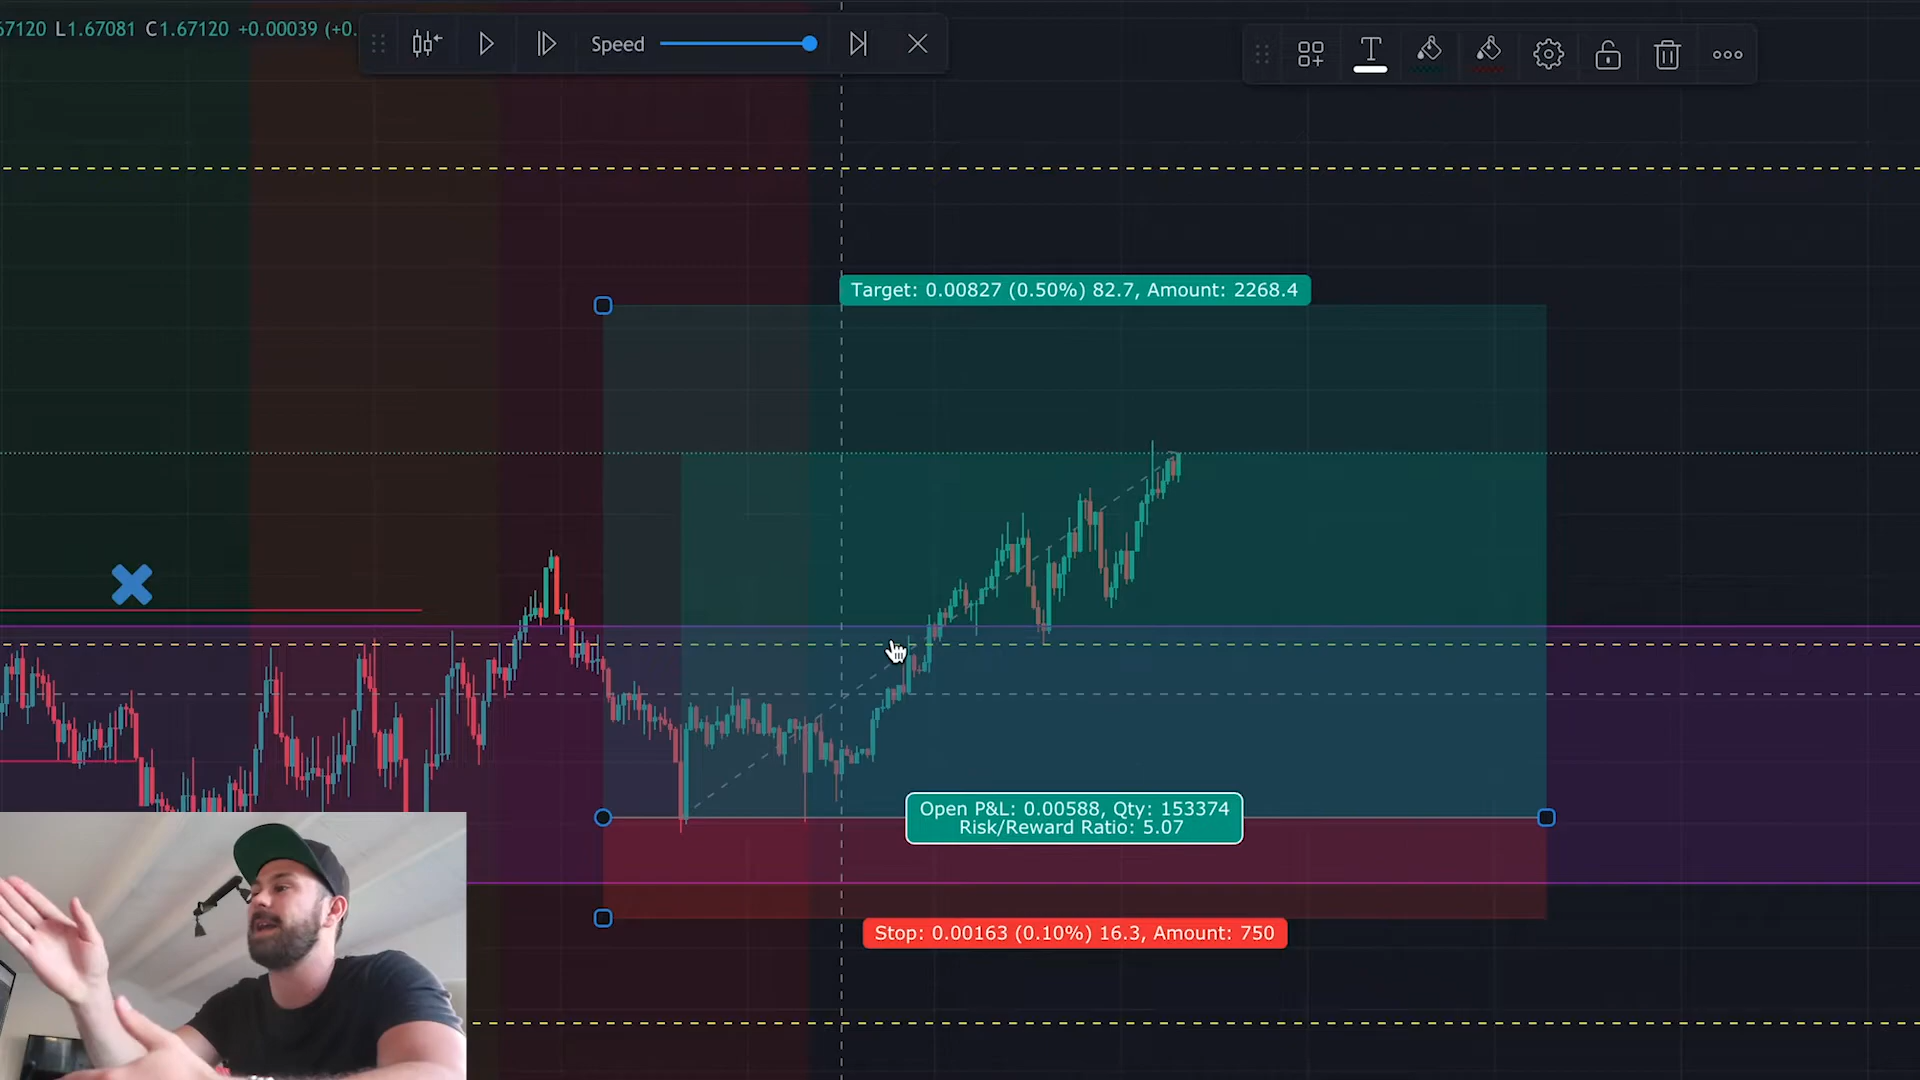 67120 L1.67081 C1.67120 +0.00039 (+0.
Speed
Target: 0.00827 (0.50%) 82.7, Amount: 2268.4
Open P&L: 0.00588, Qty: 153374
Risk/Reward Ratio: 5.07
Stop: 0.00163 (0.10%) 16.3, Amount: 750